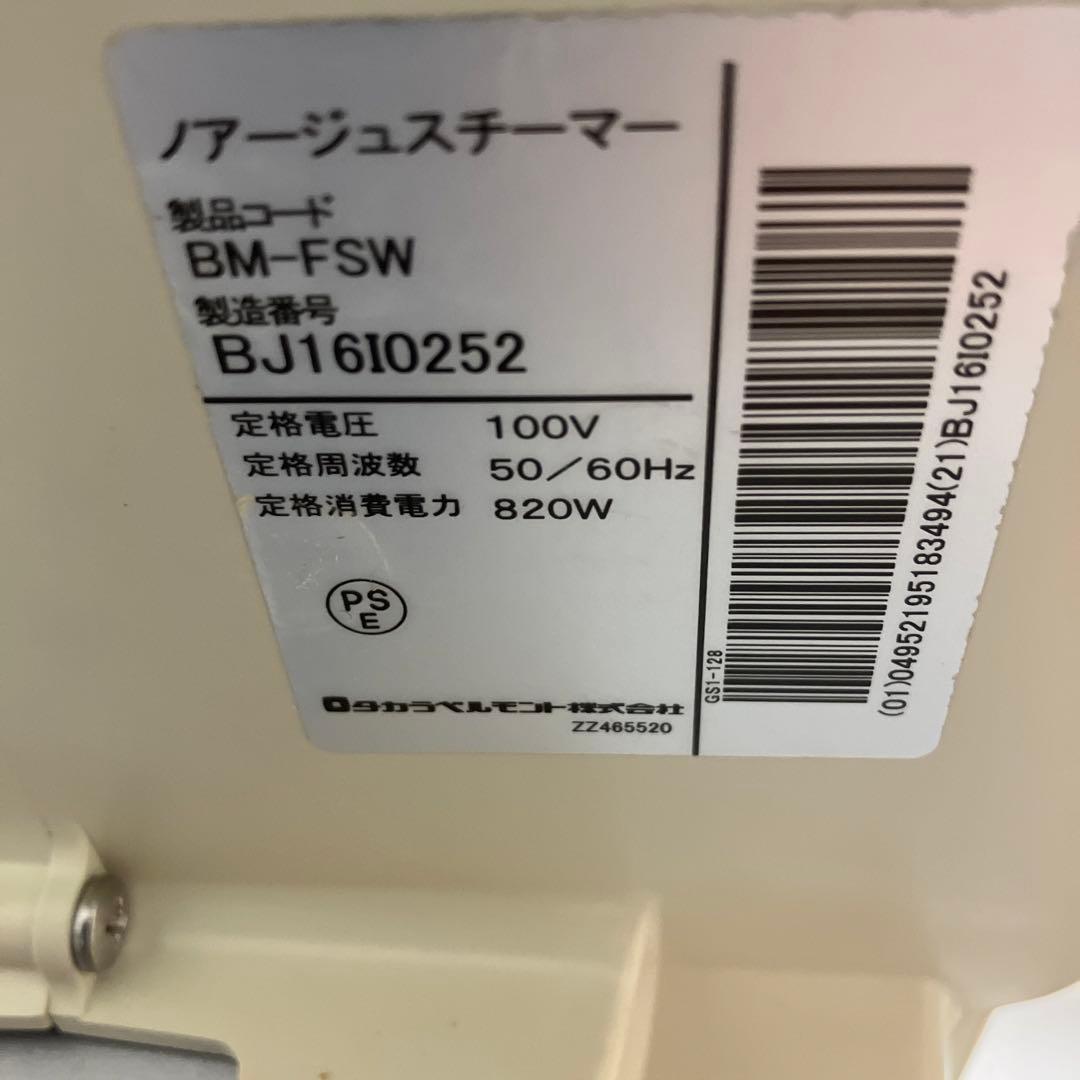 ノアージュスチーマー
製品コード
BM-FSW
製造番号
BJ16I0252
定格電圧 100V
定格周波数 50/60Hz
定格消費電力 820W
PS
E
タカラベルモント株式会社
ZZ465520
GS1-128
(01)04952195183494(21)BJ16I0252